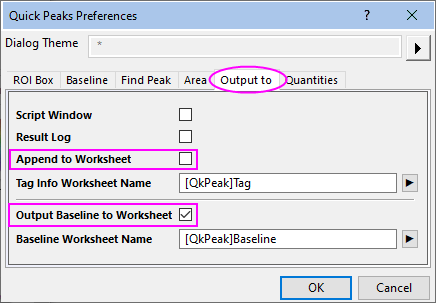 Quick Peaks Preferences ? ×
Dialog Theme *
ROI Box Baseline Find Peak Area Output to Quantities
Script Window
Result Log
Append to Worksheet
Tag Info Worksheet Name [QkPeak]Tag
Output Baseline to Worksheet
Baseline Worksheet Name [QkPeak]Baseline
OK Cancel